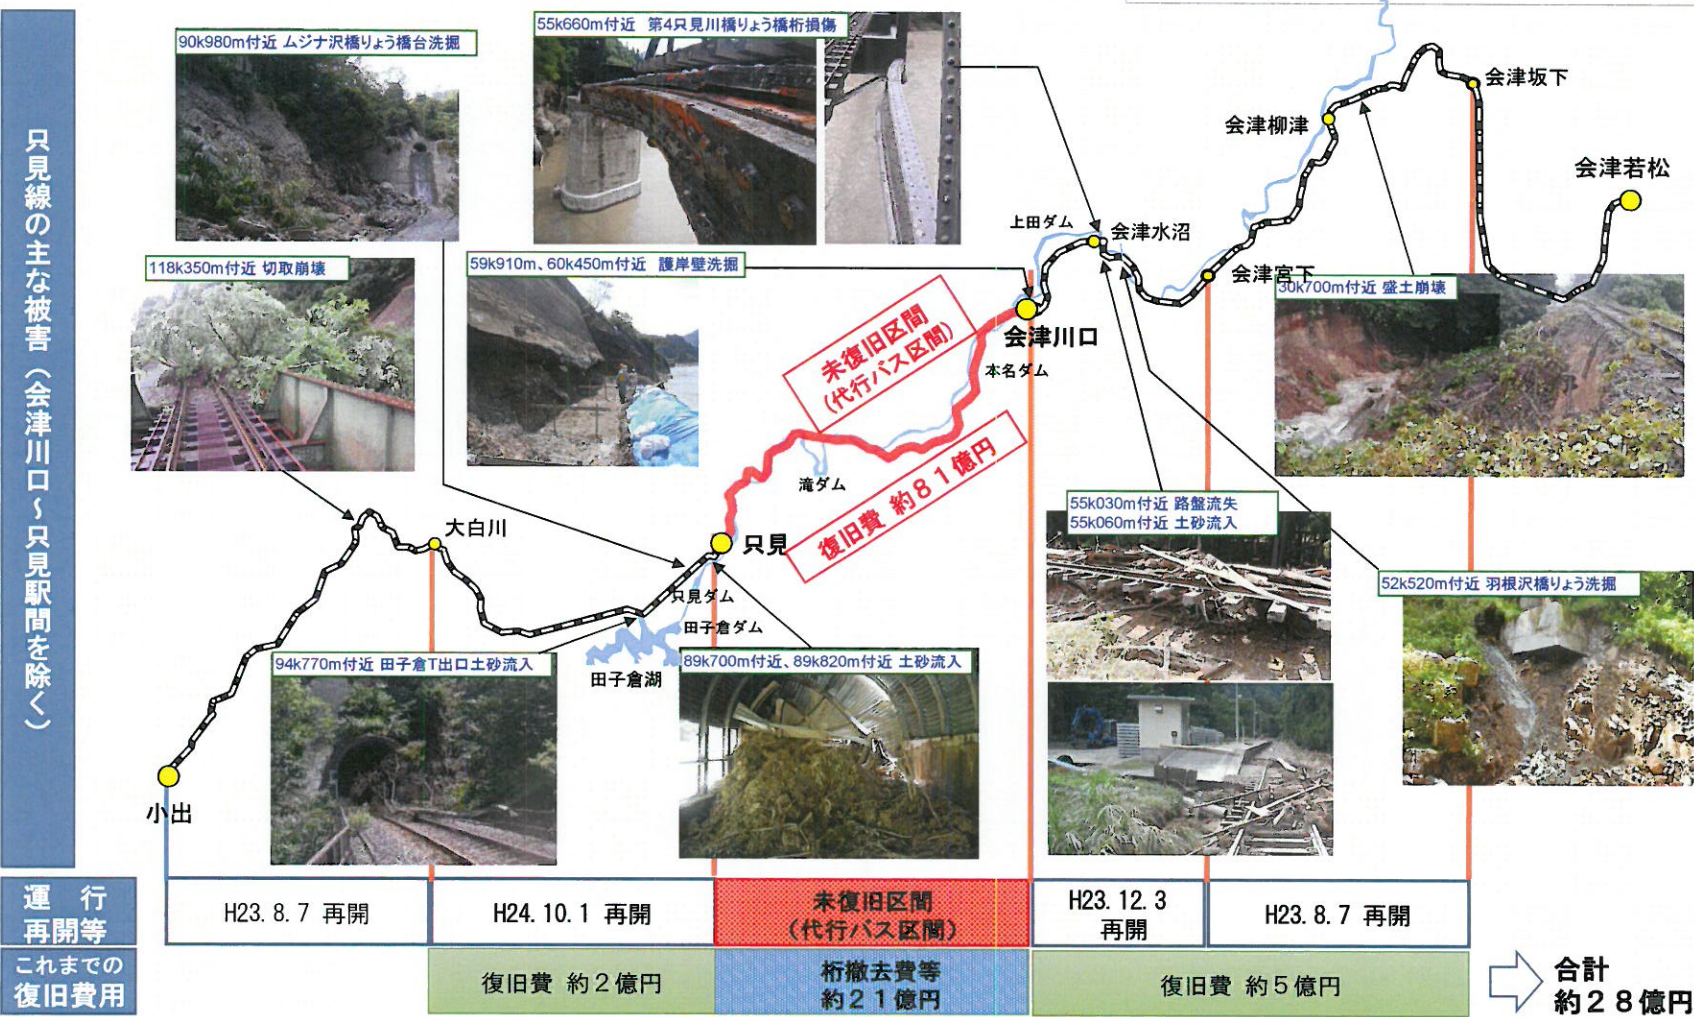 只見線の主な被害（会津川口～只見駅間を除く）
90k980m付近 ムジナ沢橋りょう橋台洗掘
55k660m付近 第4只見川橋りょう橋桁損傷
118k350m付近 切取崩壊
59k910m、60k450m付近 護岸壁洗掘
会津坂下
会津柳津
会津若松
上田ダム
会津水沼
会津宮下
30k700m付近 盛土崩壊
会津川口
未復旧区間
(代行バス区間)
本名ダム
復旧費 約８１億円
滝ダム
大白川
只見
只見ダム
田子倉ダム
田子倉湖
55k030m付近 路盤流失
55k060m付近 土砂流入
52k520m付近 羽根沢橋りょう洗掘
94k770m付近 田子倉T出口土砂流入
89k700m付近、89k820m付近 土砂流入
小出
運 行
再開等
H23.8.7 再開
H24.10.1 再開
未復旧区間
(代行バス区間)
H23.12.3
再開
H23.8.7 再開
これまでの
復旧費用
復旧費 約２億円
桁撤去費等
約２１億円
復旧費 約５億円
合計
約２８億円